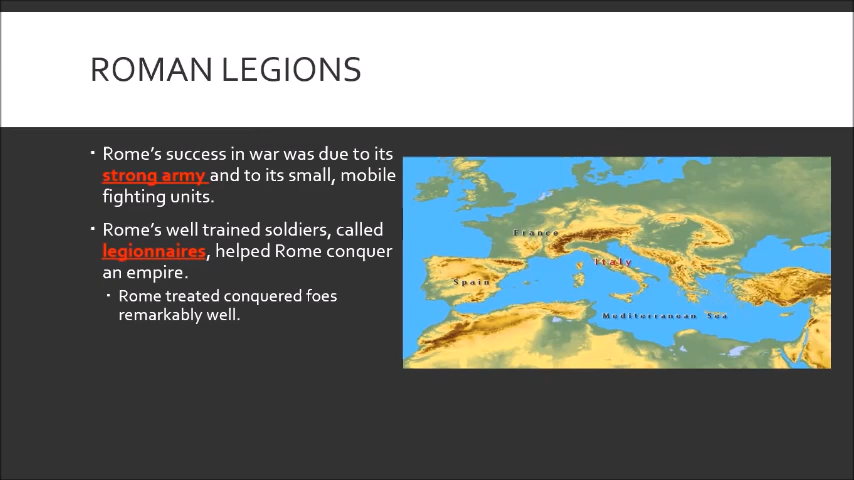 ROMAN LEGIONS
▪ Rome’s success in war was due to its
strong army and to its small, mobile
fighting units.
▪ Rome’s well trained soldiers, called
legionnaires, helped Rome conquer
an empire.
▪ Rome treated conquered foes
remarkably well.
France
Italy
Spain
Mediterranean Sea